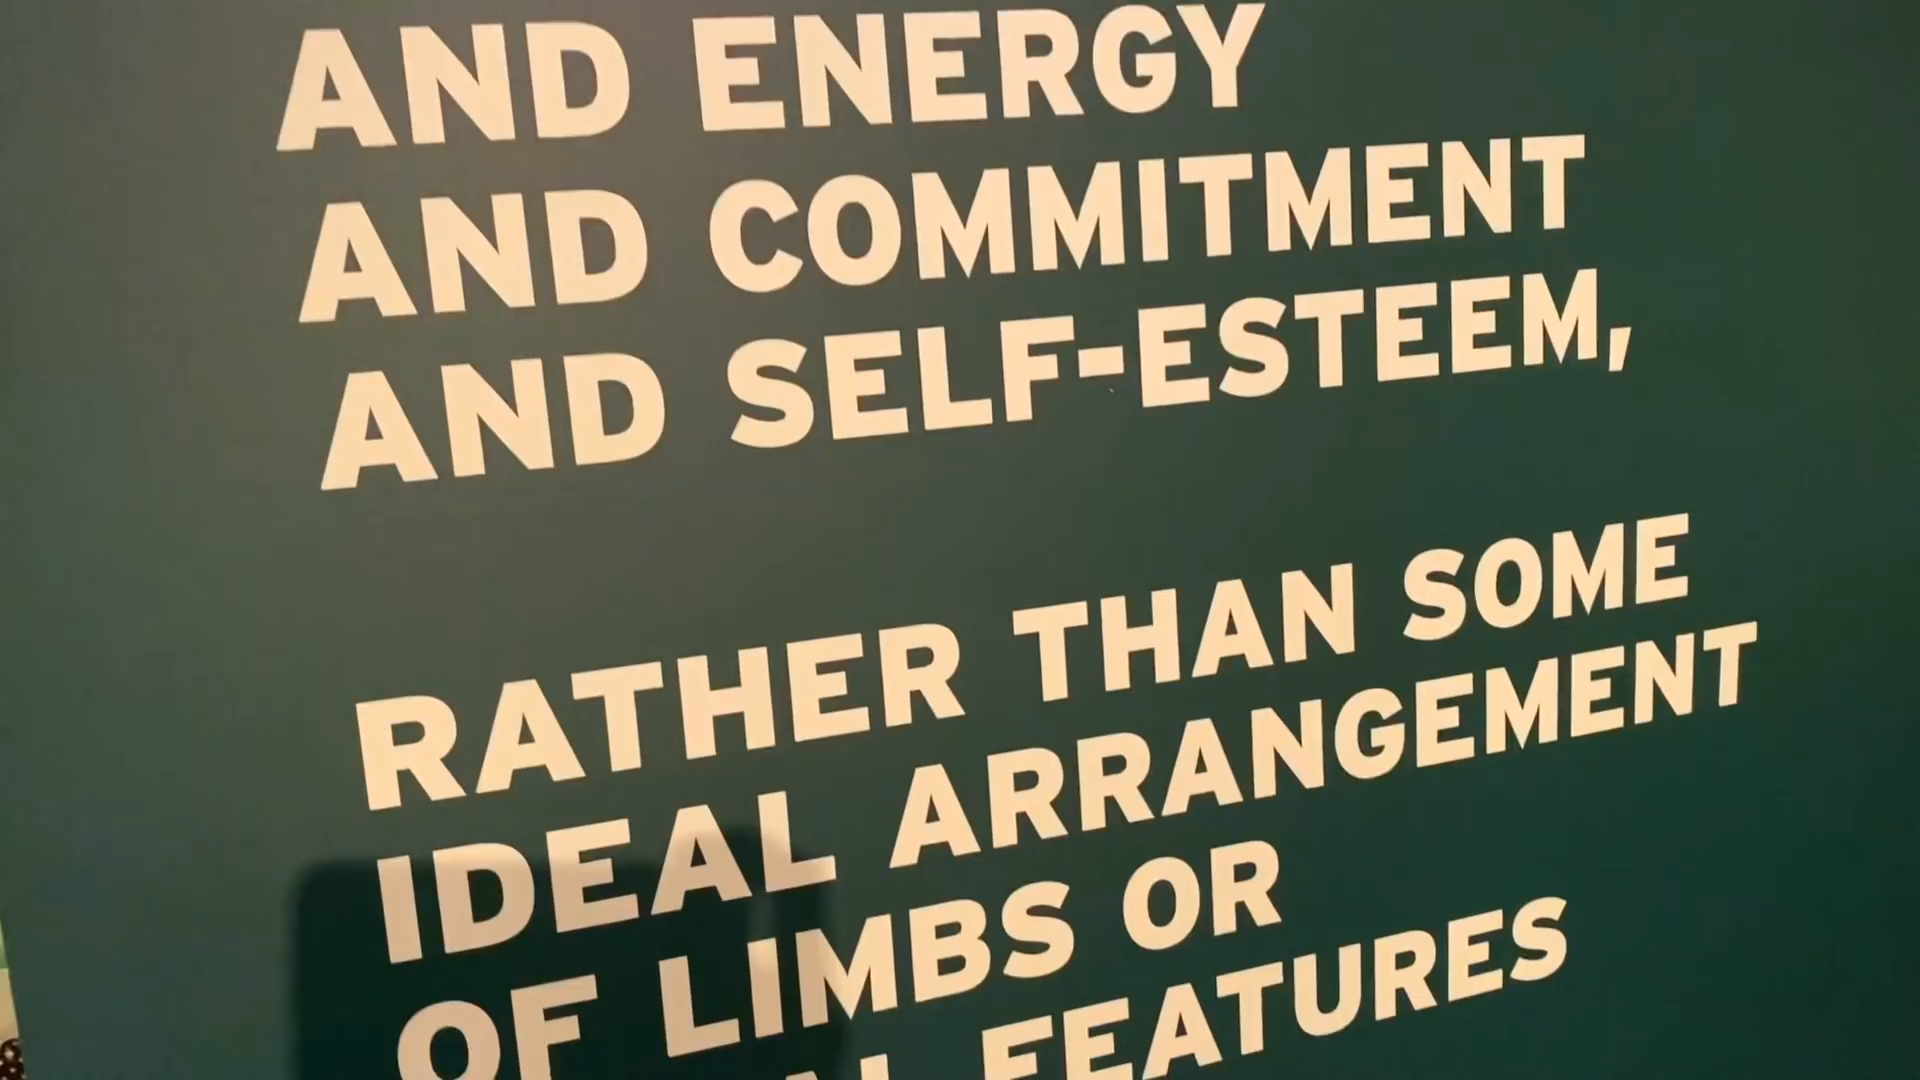 AND ENERGY
AND COMMITMENT
AND SELF-ESTEEM,
RATHER THAN SOME
IDEAL ARRANGEMENT
OF LIMBS OR
FEATURES